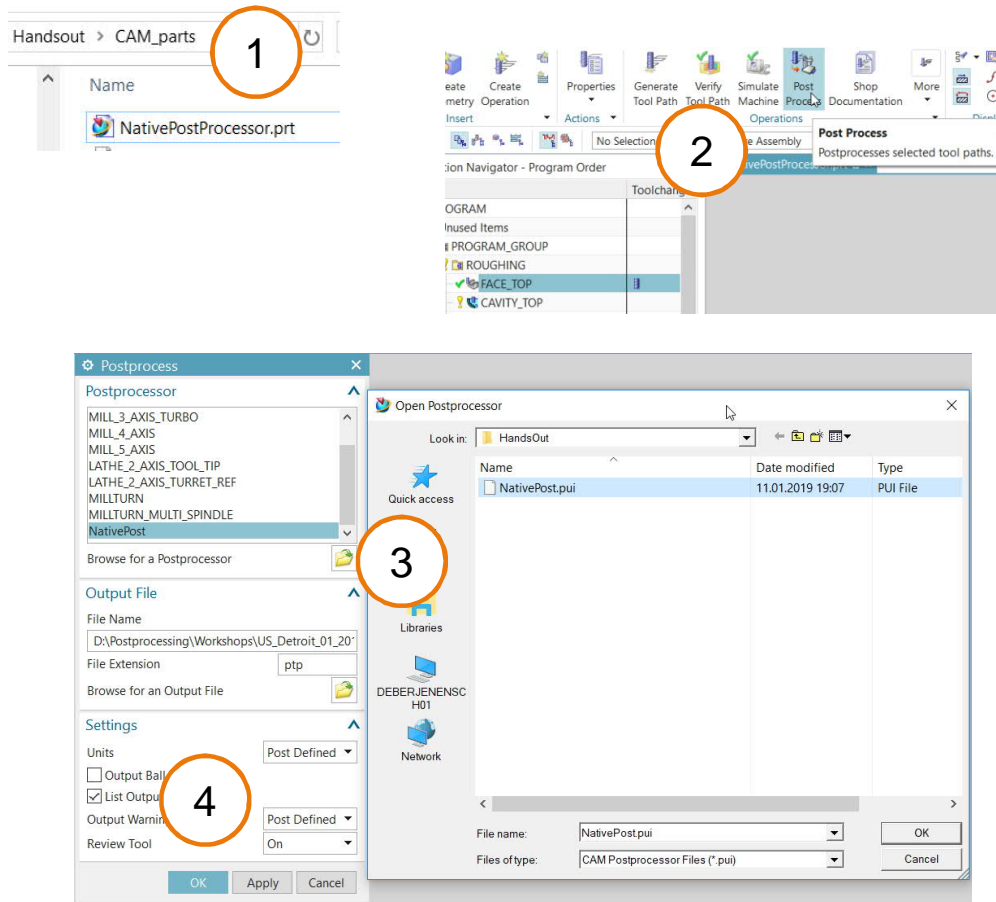 Handsout > CAM_parts
1
Name
NativePostProcessor.prt
eate
metry
Create
Operation
Properties
Generate
Tool Path
Verify
Tool Path
Simulate
Machine
Post
Process
Shop
Documentation
More
Insert
Actions
Operations
Displ
No Selection
e Assembly
2
Post Process
Postprocesses selected tool paths.
tion Navigator - Program Order
ivePostProcessor.prt
Toolchang
OGRAM
Inused Items
PROGRAM_GROUP
ROUGHING
FACE_TOP
CAVITY_TOP
Postprocess
Postprocessor
MILL_3_AXIS_TURBO
MILL_4_AXIS
MILL_5_AXIS
LATHE_2_AXIS_TOOL_TIP
LATHE_2_AXIS_TURRET_REF
MILLTURN
MILLTURN_MULTI_SPINDLE
NativePost
Browse for a Postprocessor
3
Output File
File Name
D:\Postprocessing\Workshops\US_Detroit_01_201
File Extension
ptp
Browse for an Output File
Settings
Units
Post Defined
Output Ball
List Output
4
Output Warnin
Post Defined
Review Tool
On
OK
Apply
Cancel
Open Postprocessor
Look in:
HandsOut
Name
Date modified
Type
NativePost.pui
11.01.2019 19:07
PUI File
Quick access
Libraries
DEBERJENENSC
H01
Network
File name:
NativePost.pui
OK
Files of type:
CAM Postprocessor Files (*.pui)
Cancel